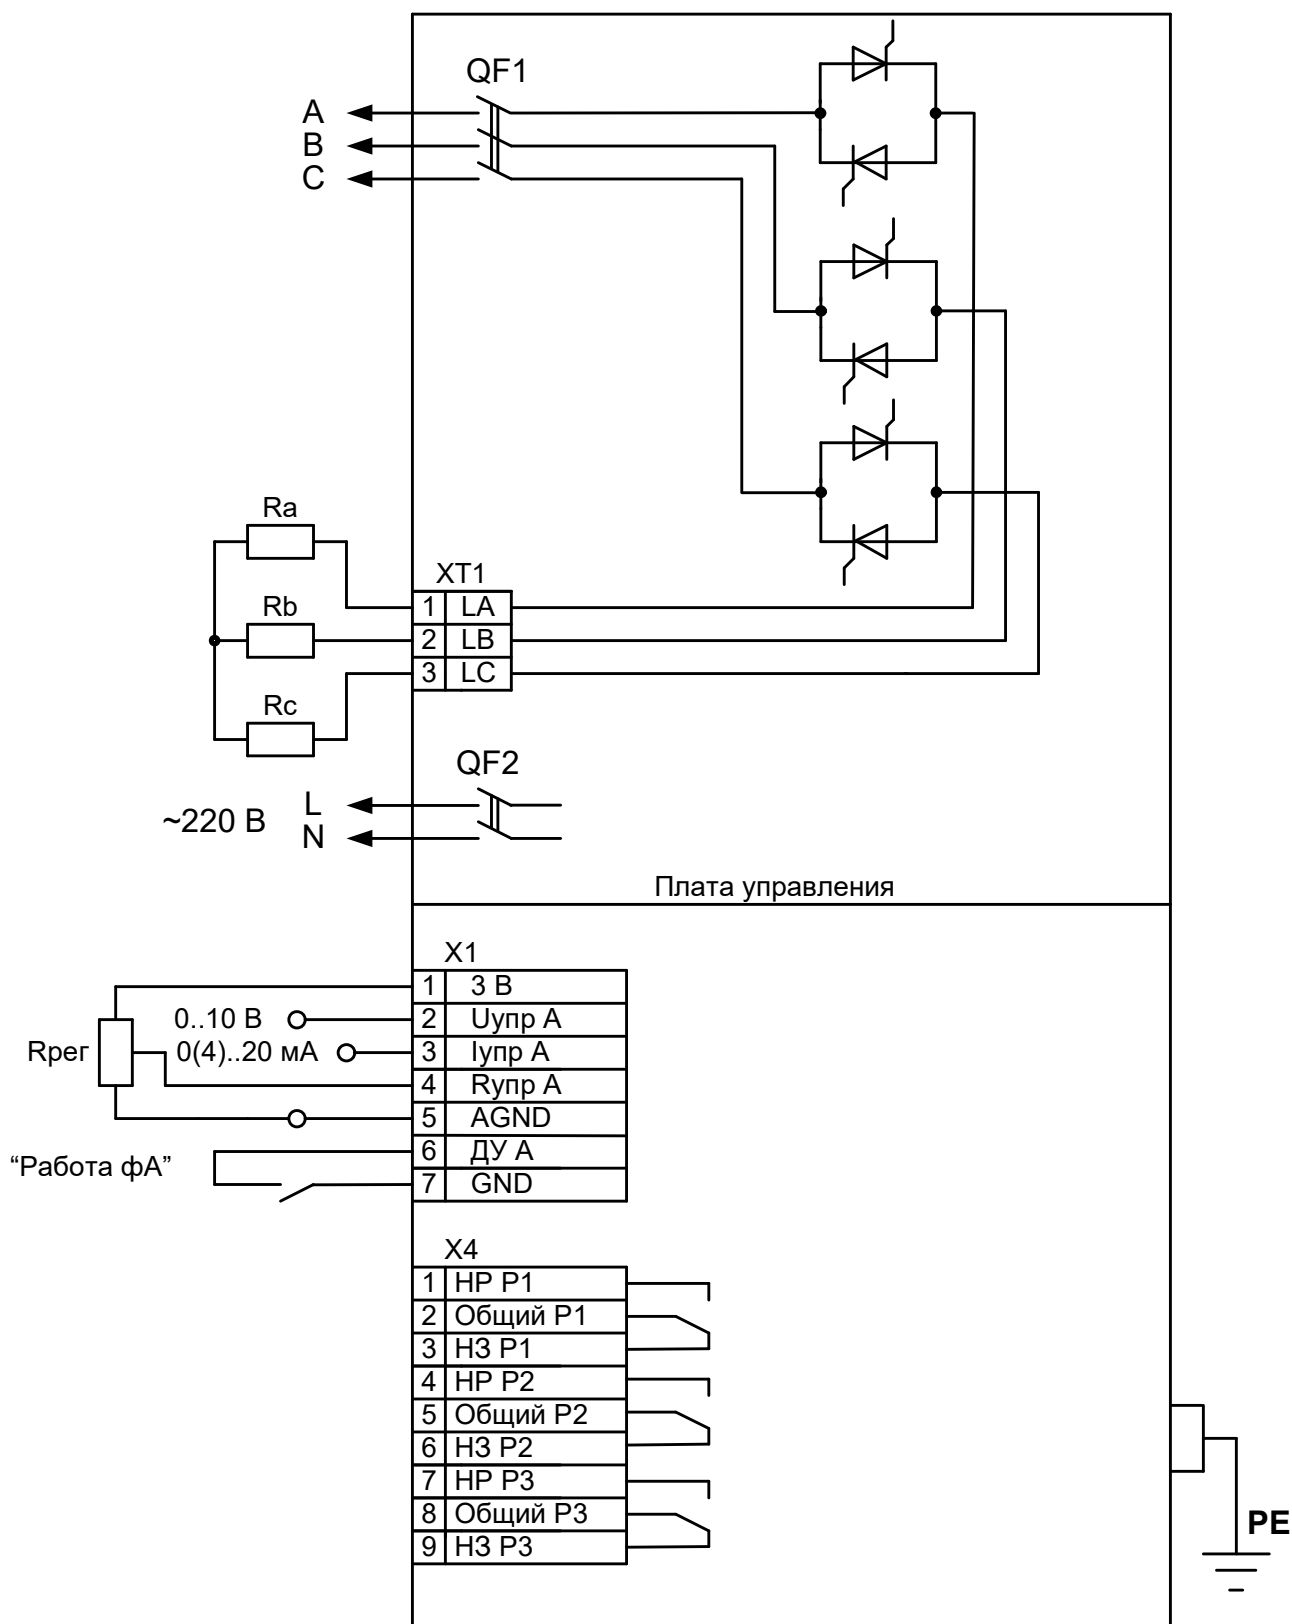 QF1
A
B
C
Ra
XT1
1 LA
Rb
2 LB
3 LC
Rc
QF2
~220 В
L
N
Плата управления
X1
1 3 В
0..10 В
2 Uупр А
Rрег
0(4)..20 мА
3 Iупр А
4 Rупр А
5 AGND
“Работа фА”
6 ДУ А
7 GND
X4
1 НР Р1
2 Общий Р1
3 НЗ Р1
4 НР Р2
5 Общий Р2
6 НЗ Р2
7 НР Р3
8 Общий Р3
9 НЗ Р3
PE